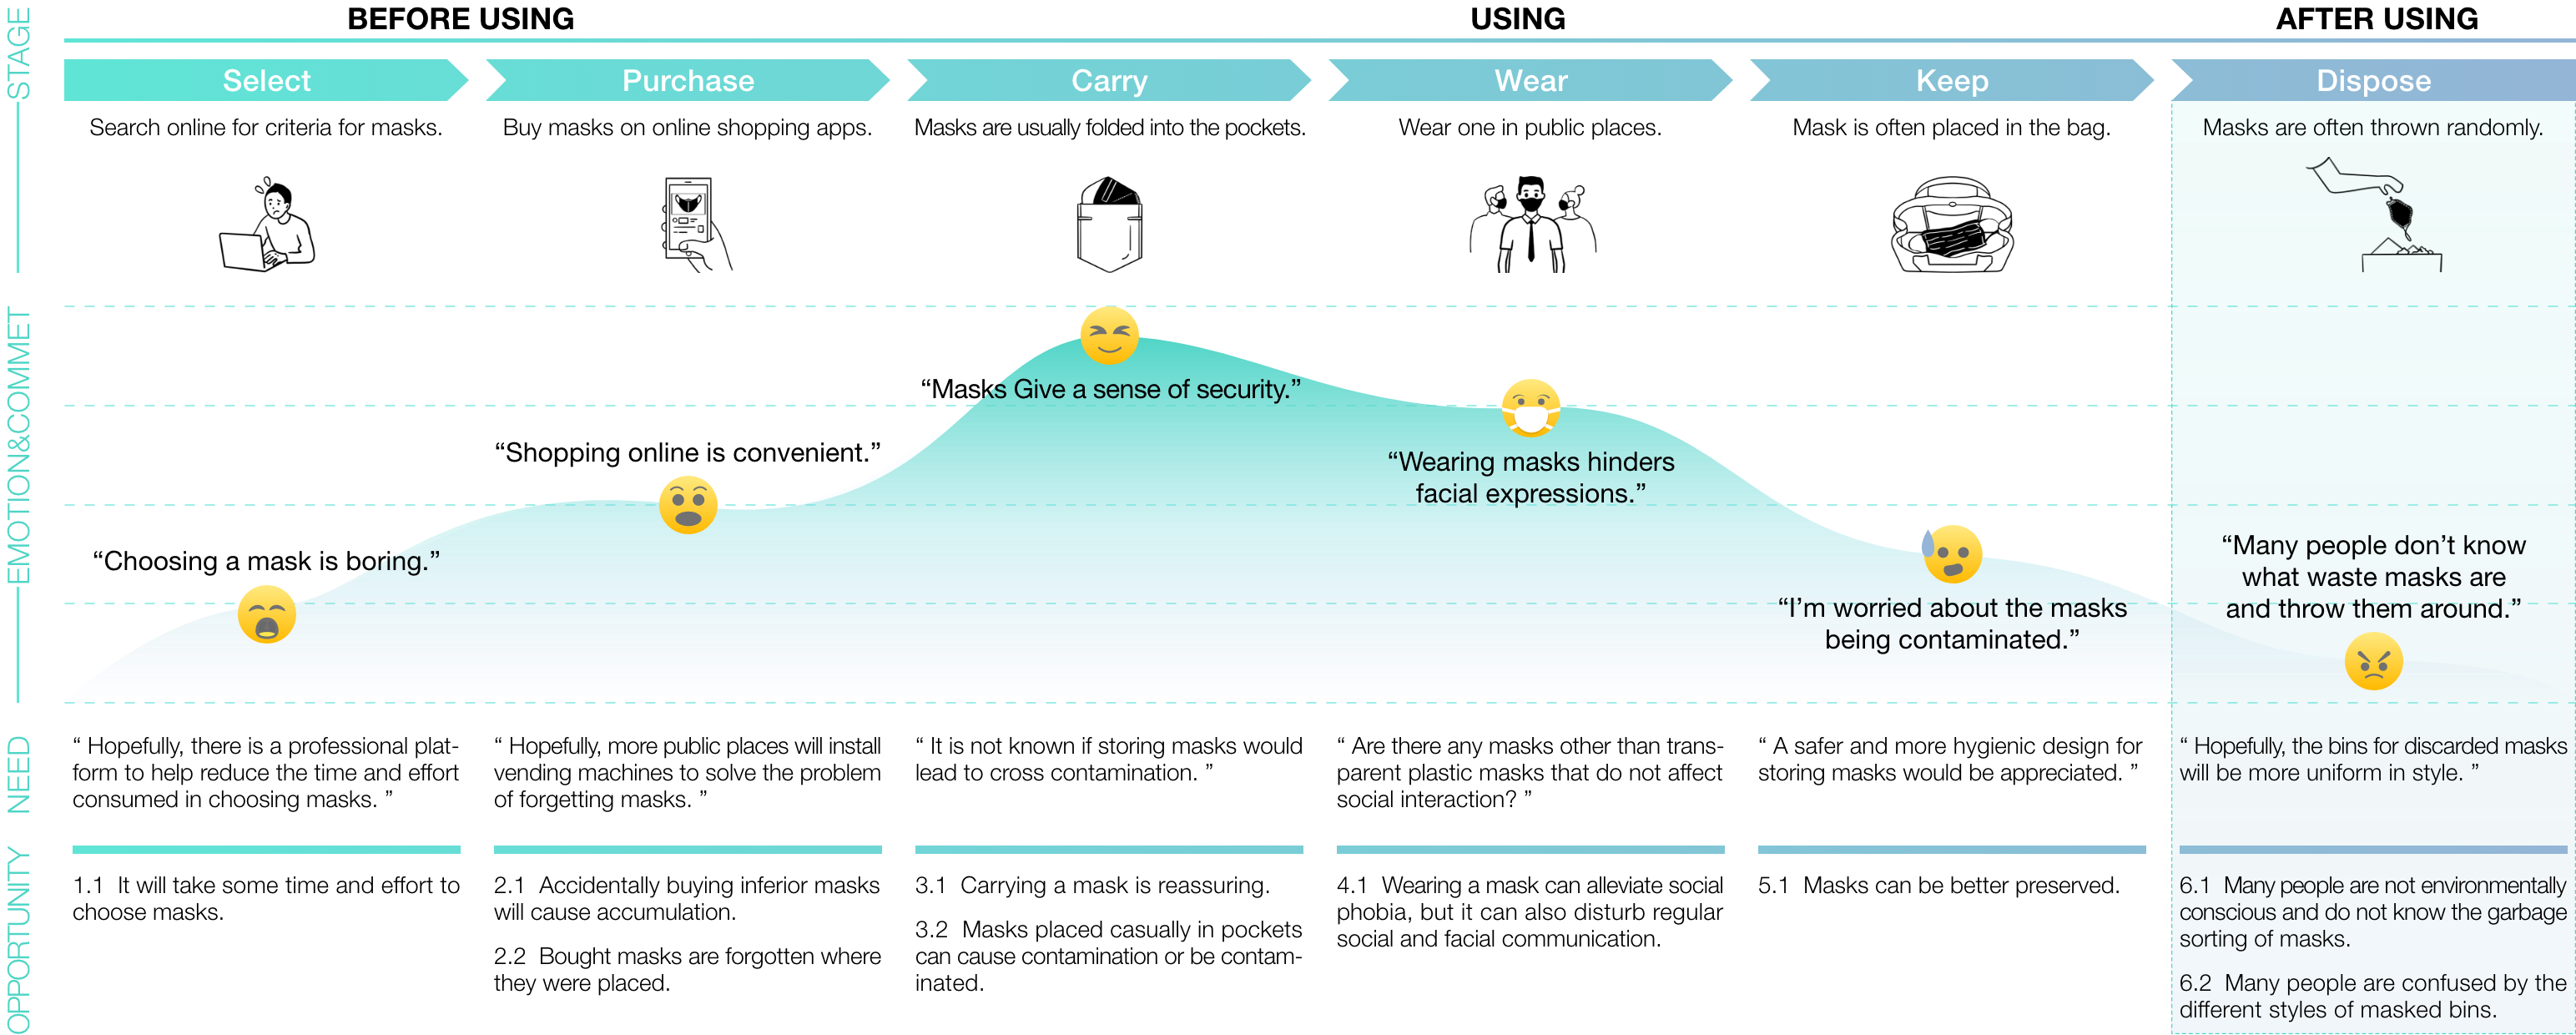 STAGE
BEFORE USING
USING
AFTER USING
Select
Purchase
Carry
Wear
Keep
Dispose
Search online for criteria for masks.
Buy masks on online shopping apps.
Masks are usually folded into the pockets.
Wear one in public places.
Mask is often placed in the bag.
Masks are often thrown randomly.
EMOTION&COMMET
“Choosing a mask is boring.”
“Shopping online is convenient.”
“Masks Give a sense of security.”
“Wearing masks hinders
facial expressions.”
“I’m worried about the masks
being contaminated.”
“Many people don’t know
what waste masks are
and throw them around.”
NEED
“ Hopefully, there is a professional plat-
form to help reduce the time and effort
consumed in choosing masks. ”
“ Hopefully, more public places will install
vending machines to solve the problem
of forgetting masks. ”
“ It is not known if storing masks would
lead to cross contamination. ”
“ Are there any masks other than trans-
parent plastic masks that do not affect
social interaction? ”
“ A safer and more hygienic design for
storing masks would be appreciated. ”
“ Hopefully, the bins for discarded masks
will be more uniform in style. ”
OPPORTUNITY
1.1 It will take some time and effort to
choose masks.
2.1 Accidentally buying inferior masks
will cause accumulation.
2.2 Bought masks are forgotten where
they were placed.
3.1 Carrying a mask is reassuring.
3.2 Masks placed casually in pockets
can cause contamination or be contam-
inated.
4.1 Wearing a mask can alleviate social
phobia, but it can also disturb regular
social and facial communication.
5.1 Masks can be better preserved.
6.1 Many people are not environmentally
conscious and do not know the garbage
sorting of masks.
6.2 Many people are confused by the
different styles of masked bins.